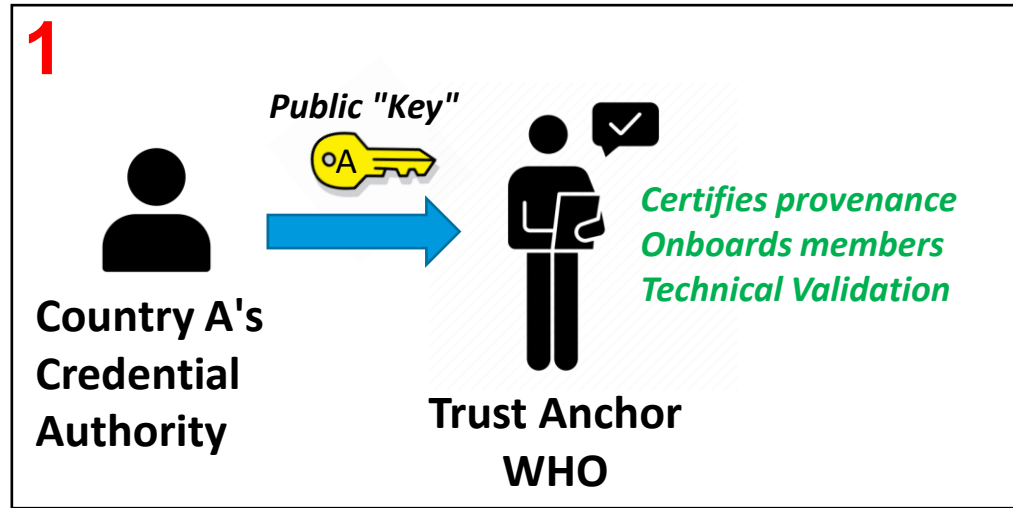 1
Public "Key"
A
Certifies provenance
Onboards members
Technical Validation
Country A's
Credential
Authority
Trust Anchor
WHO